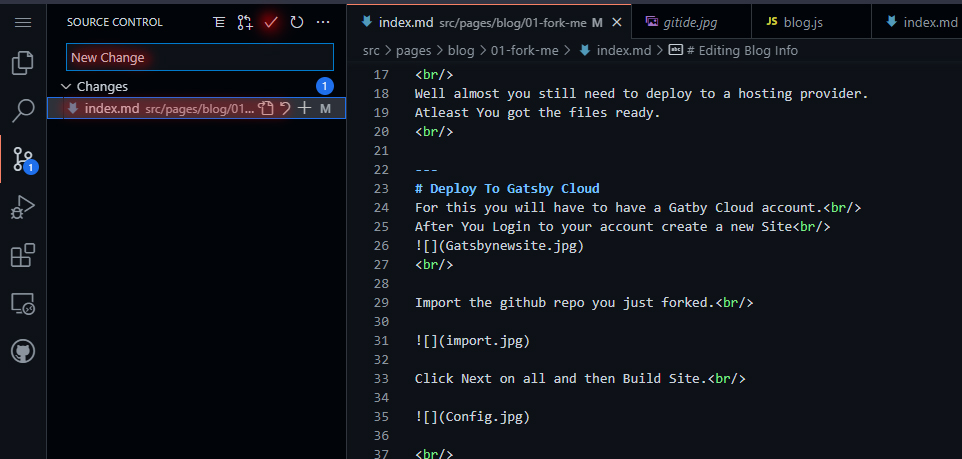 SOURCE CONTROL
New Change
Changes
1
index.md src/pages/blog/01... M
1
index.md src/pages/blog/01-fork-me M
gitide.jpg
JS blog.js
index.md
src > pages > blog > 01-fork-me > index.md > abc # Editing Blog Info
17 <br/>
18 Well almost you still need to deploy to a hosting provider.
19 Atleast You got the files ready.
20 <br/>
21
22 ---
23 # Deploy To Gatsby Cloud
24 For this you will have to have a Gatby Cloud account.<br/>
25 After You Login to your account create a new Site<br/>
26 ![](Gatsbynewsite.jpg)
27 <br/>
28
29 Import the github repo you just forked.<br/>
30
31 ![](import.jpg)
32
33 Click Next on all and then Build Site.<br/>
34
35 ![](Config.jpg)
36
37 <br/>